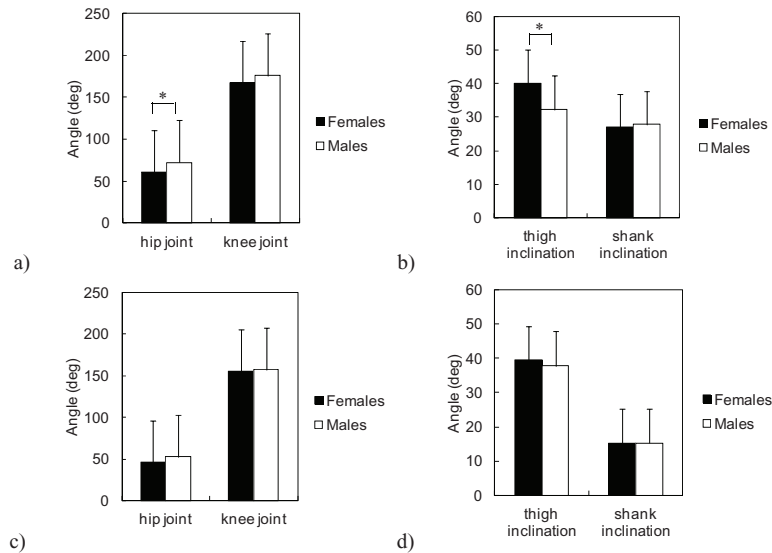 250
200
150
100
50
0
Angle (deg)
*
hip joint
knee joint
Females
Males
a)
60
50
40
30
20
10
0
Angle (deg)
*
thigh
inclination
shank
inclination
Females
Males
b)
250
200
150
100
50
0
Angle (deg)
hip joint
knee joint
Females
Males
c)
60
50
40
30
20
10
0
Angle (deg)
thigh
inclination
shank
inclination
Females
Males
d)